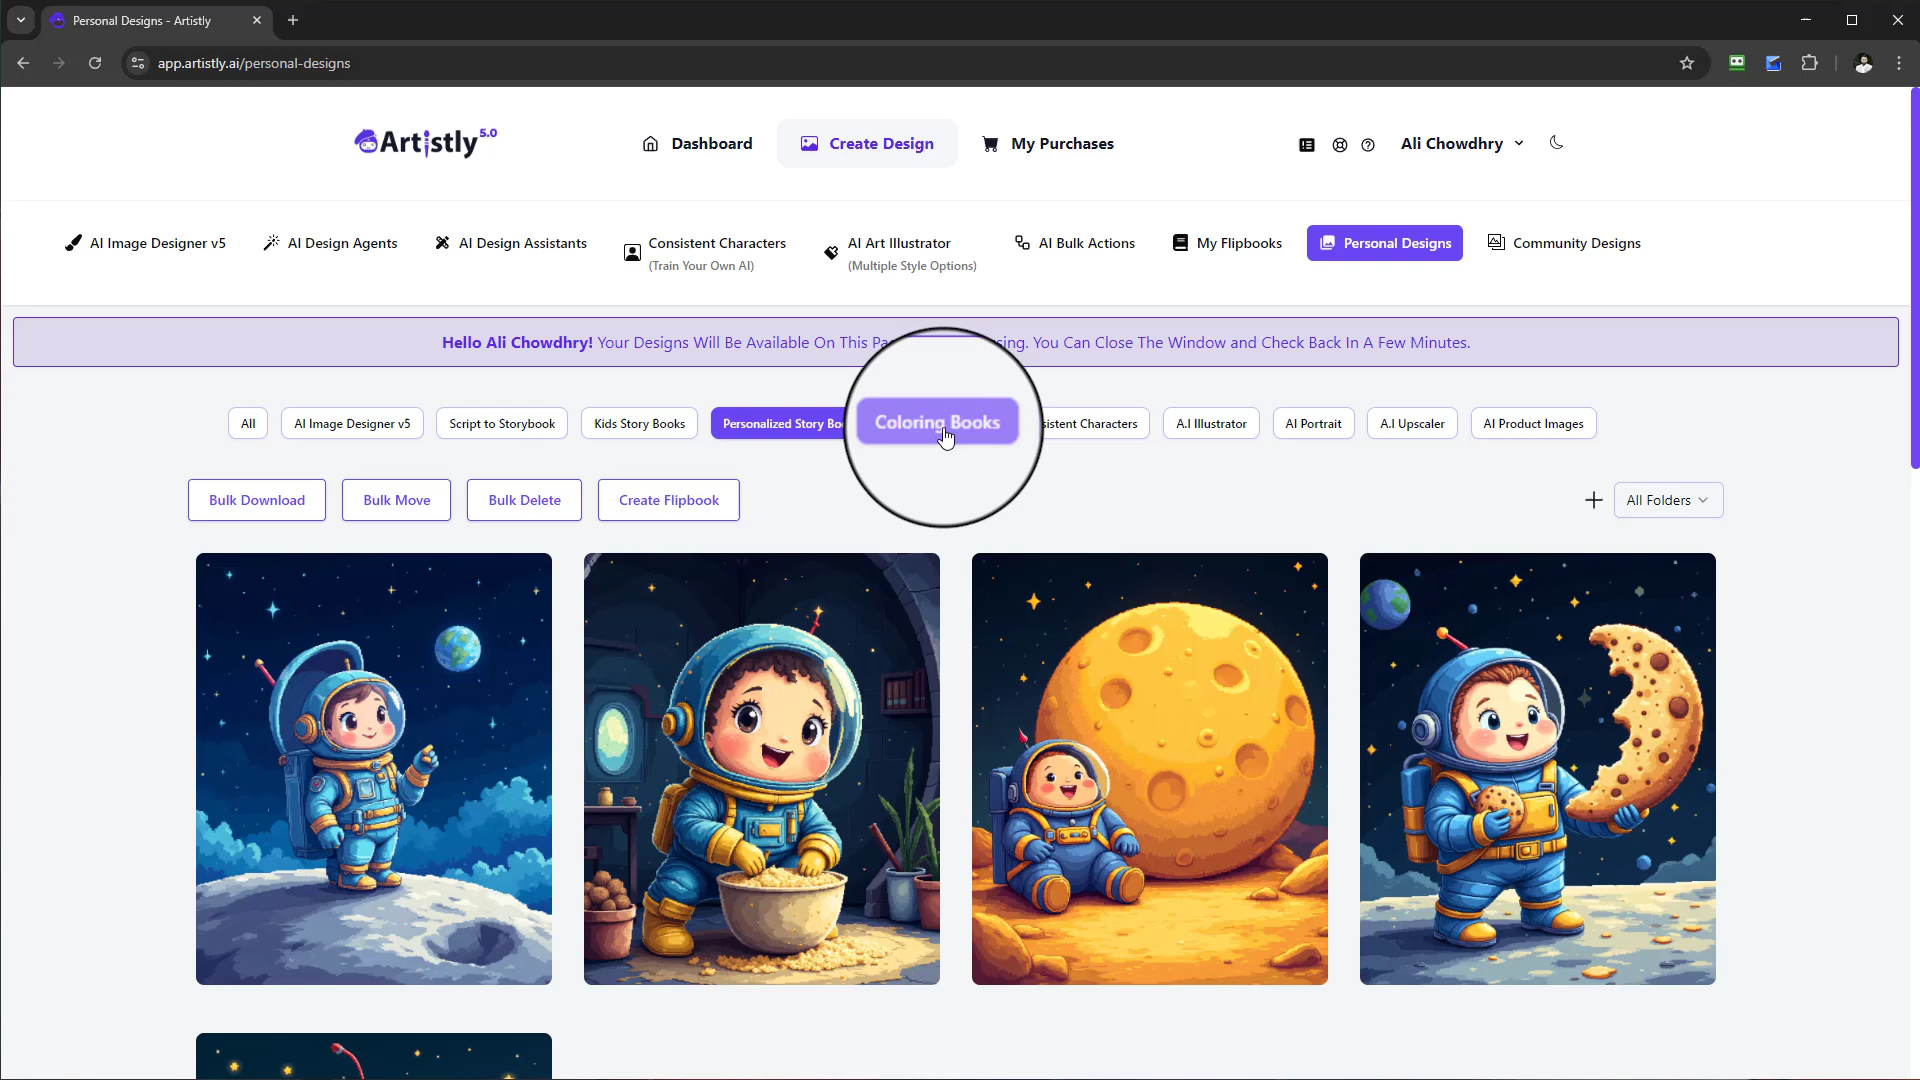 Personal Designs - Artistly
app.artistly.ai/personal-designs
Artistly 5.0
Dashboard
Create Design
My Purchases
Ali Chowdhry
AI Image Designer v5
AI Design Agents
AI Design Assistants
Consistent Characters
(Train Your Own AI)
AI Art Illustrator
(Multiple Style Options)
AI Bulk Actions
My Flipbooks
Personal Designs
Community Designs
Hello Ali Chowdhry! Your Designs Will Be Available On This Pa sing. You Can Close The Window and Check Back In A Few Minutes.
All
AI Image Designer v5
Script to Storybook
Kids Story Books
Personalized Story Bo
Coloring Books
sistent Characters
A.I Illustrator
AI Portrait
A.I Upscaler
AI Product Images
Bulk Download
Bulk Move
Bulk Delete
Create Flipbook
All Folders